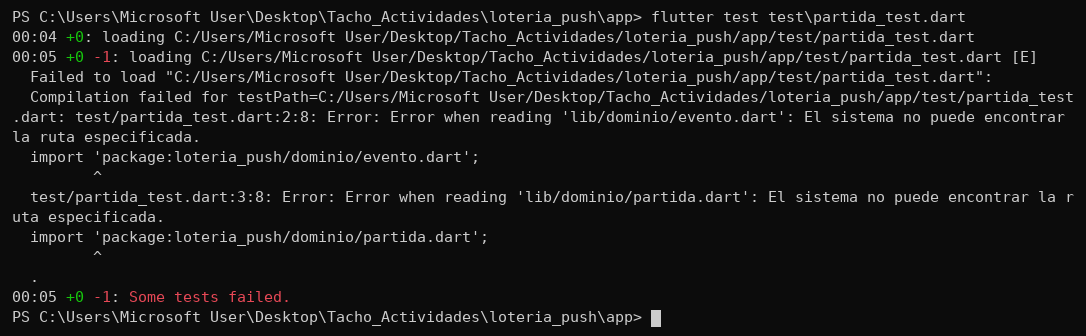 PS C:\Users\Microsoft User\Desktop\Tacho_Actividades\loteria_push\app> flutter test test\partida_test.dart
00:04 +0: loading C:/Users/Microsoft User/Desktop/Tacho_Actividades/loteria_push/app/test/partida_test.dart
00:05 +0 -1: loading C:/Users/Microsoft User/Desktop/Tacho_Actividades/loteria_push/app/test/partida_test.dart [E]
  Failed to load "C:/Users/Microsoft User/Desktop/Tacho_Actividades/loteria_push/app/test/partida_test.dart":
  Compilation failed for testPath=C:/Users/Microsoft User/Desktop/Tacho_Actividades/loteria_push/app/test/partida_test
.dart: test/partida_test.dart:2:8: Error: Error when reading 'lib/dominio/evento.dart': El sistema no puede encontrar
la ruta especificada.
  import 'package:loteria_push/dominio/evento.dart';
         ^
  test/partida_test.dart:3:8: Error: Error when reading 'lib/dominio/partida.dart': El sistema no puede encontrar la r
uta especificada.
  import 'package:loteria_push/dominio/partida.dart';
         ^
  .
00:05 +0 -1: Some tests failed.
PS C:\Users\Microsoft User\Desktop\Tacho_Actividades\loteria_push\app>